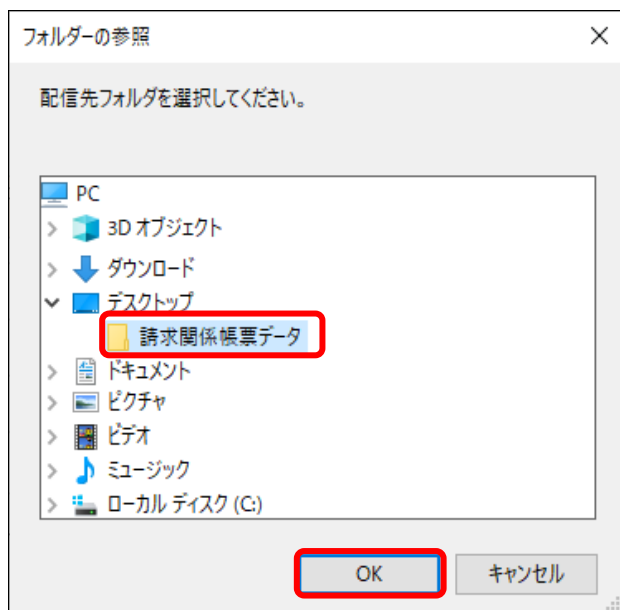 フォルダーの参照
配信先フォルダを選択してください。
PC
3D オブジェクト
ダウンロード
デスクトップ
請求関係帳票データ
ドキュメント
ピクチャ
ビデオ
ミュージック
ローカル ディスク (C:)
OK
キャンセル